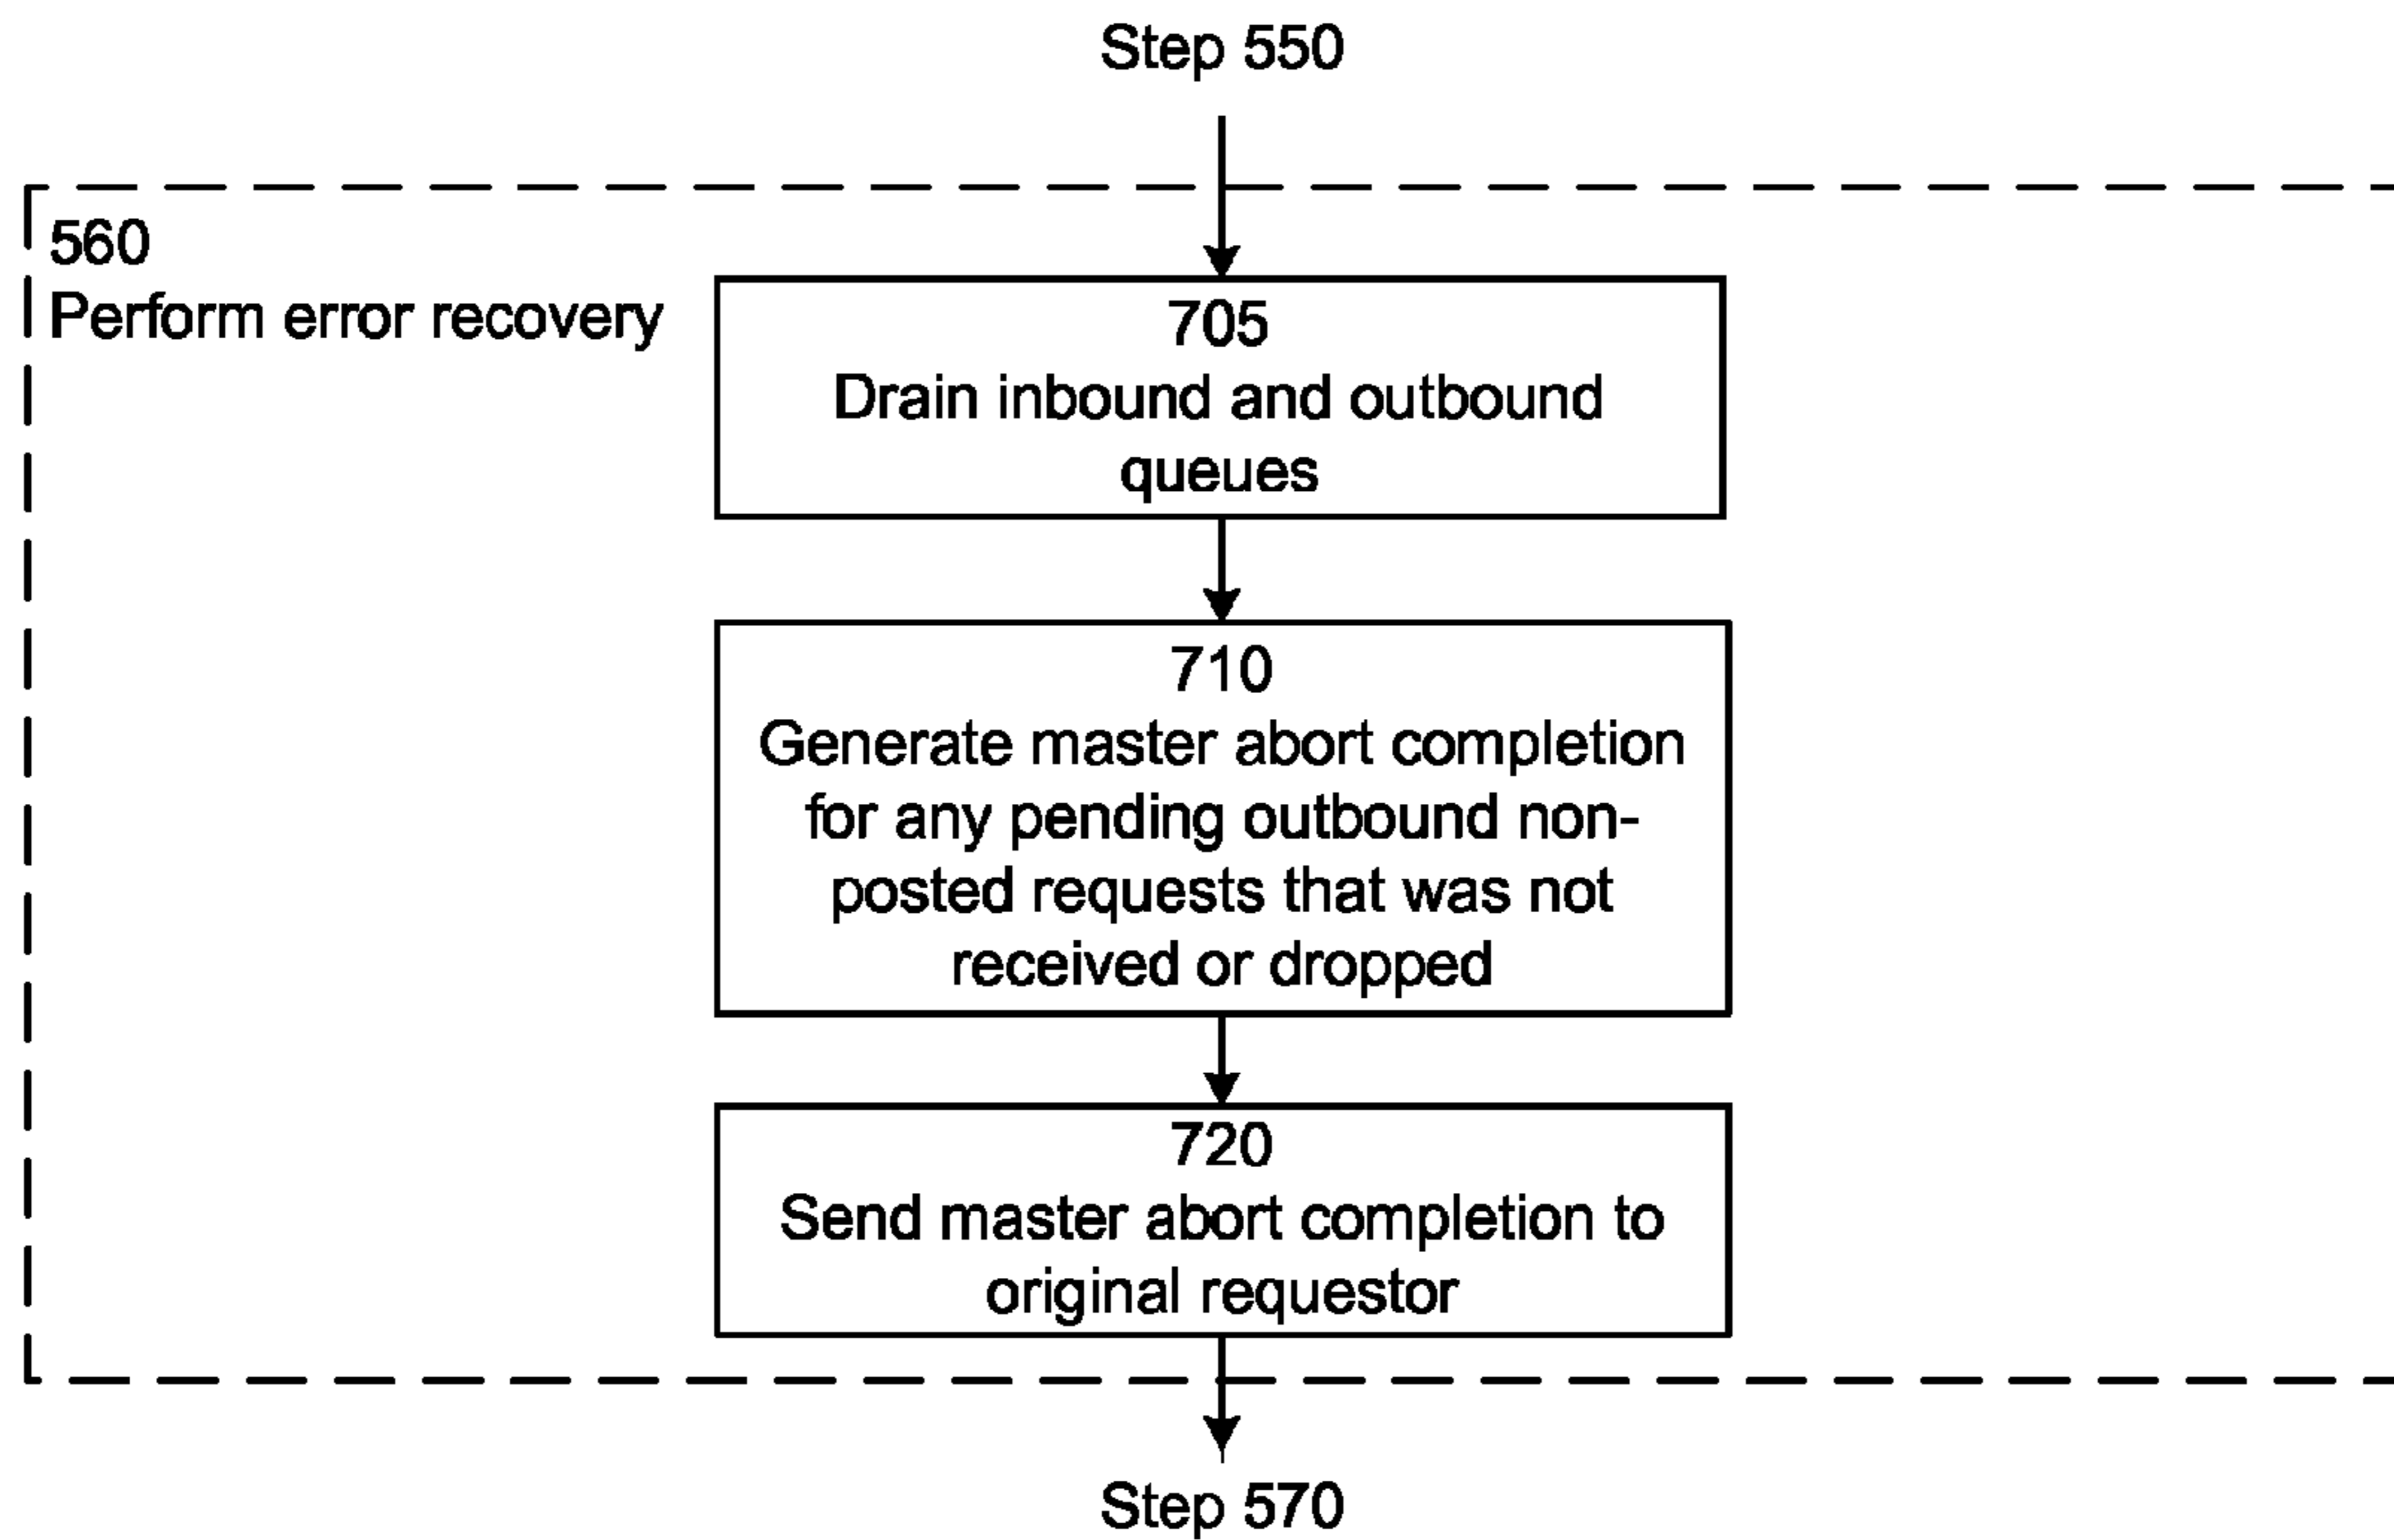 Step 550
560
Perform error recovery
705
Drain inbound and outbound
queues
710
Generate master abort completion
for any pending outbound non-
posted requests that was not
received or dropped
720
Send master abort completion to
original requestor
Step 570